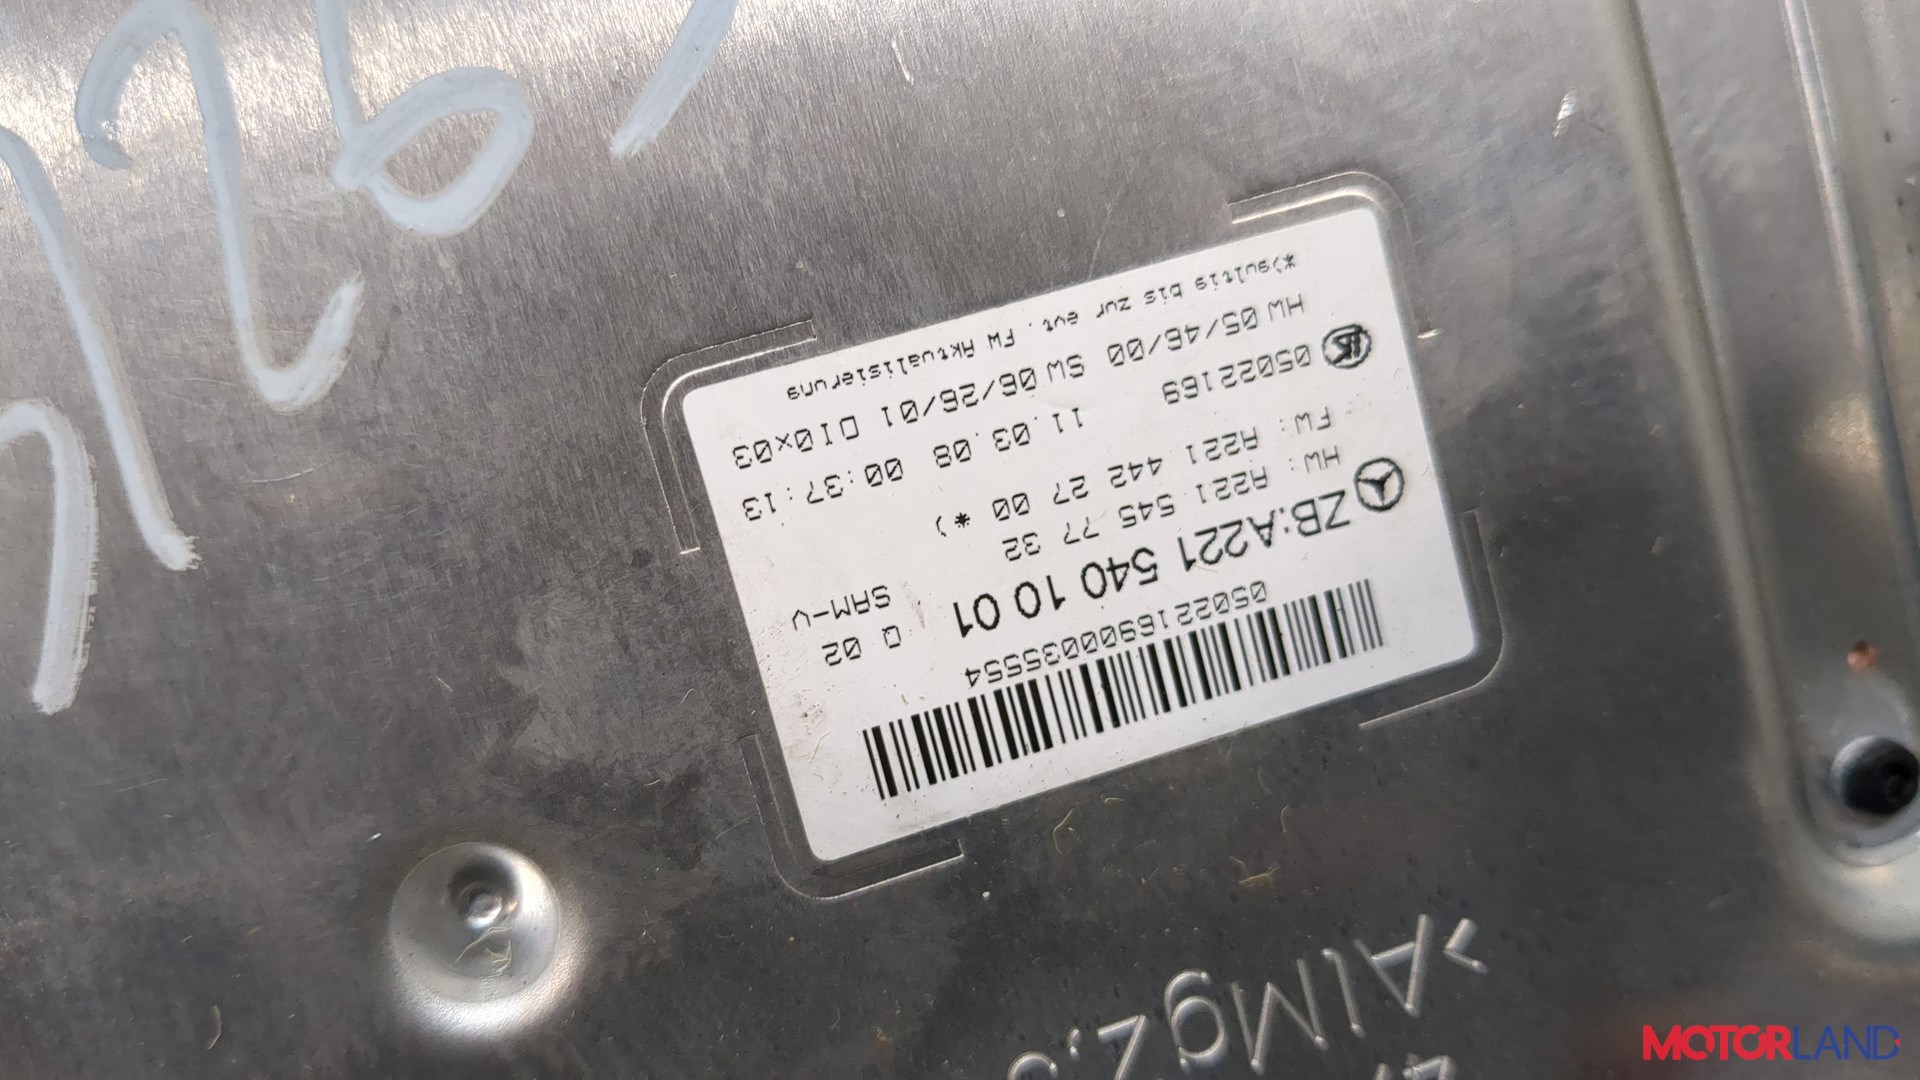 0502216900035554
ZB:A221 540 10 01
Q 02
HW: A221 545 77 32
SAM-V
FW: A221 442 27 00 *)
05022169 11.03.08 00:37:13
HW 05/46/00 SW 06/26/01 DI0x03
*)gültig bis zur evt. FW Aktualisierung
>AlMg2,
MOTORLAND